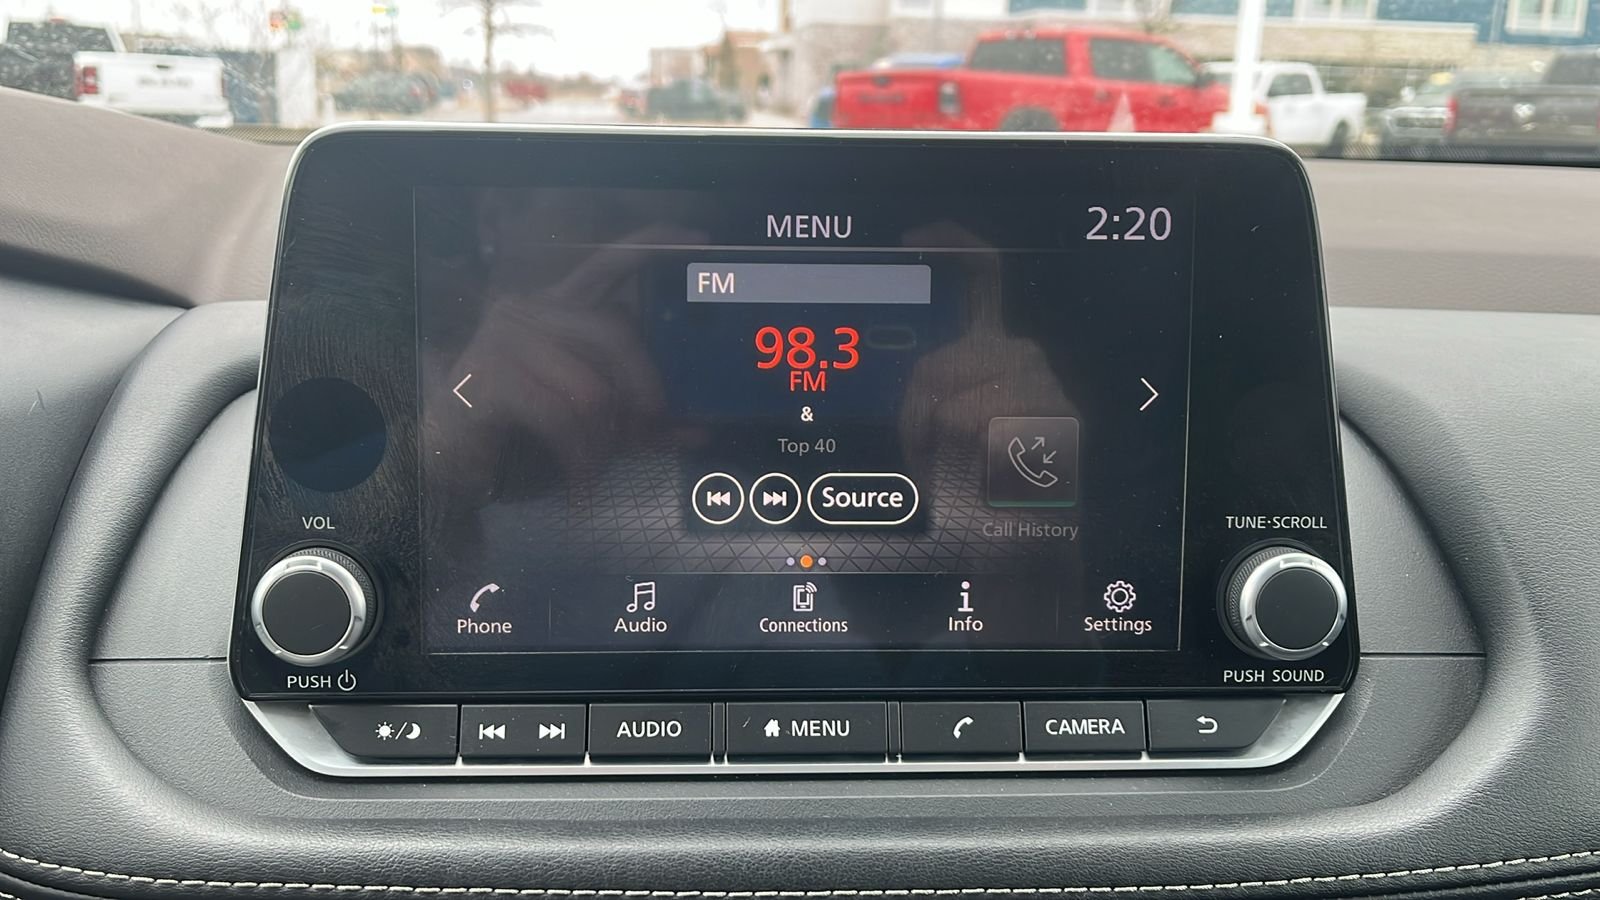 MENU
2:20
FM
98.3
FM
&
Top 40
Source
Call History
Phone
Audio
Connections
Info
Settings
VOL
PUSH
TUNE·SCROLL
PUSH SOUND
AUDIO
MENU
CAMERA